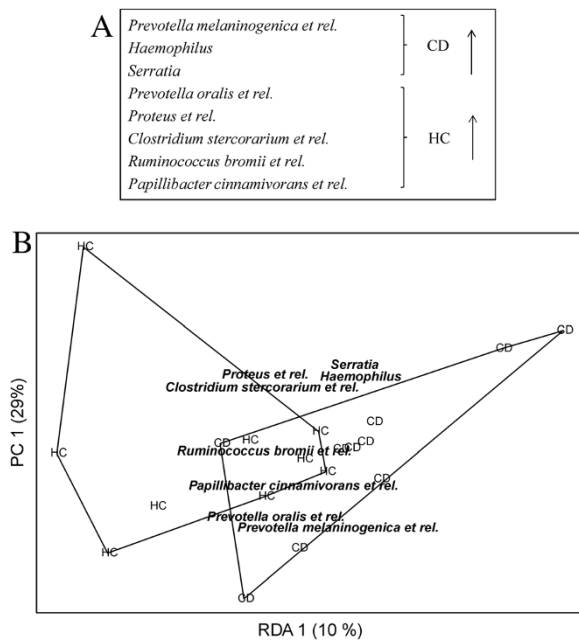 A
Prevotella melaninogenica et rel.
Haemophilus
Serratia
CD
Prevotella oralis et rel.
Proteus et rel.
Clostridium stercorarium et rel.
Ruminococcus bromii et rel.
Papillibacter cinnamivorans et rel.
HC
B
HC
CD
CD
Serratia
Proteus et rel.
Haemophilus
Clostridium stercorarium et rel.
CD
HC
CD
HC
CD
CD
CD
HC
Ruminococcus bromii et rel.
HC
HC
CD
Papillibacter cinnamivorans et rel.
HC
HC
Prevotella oralis et rel.
Prevotella melaninogenica et rel.
HC
CD
CD
PC 1 (29%)
RDA 1 (10 %)